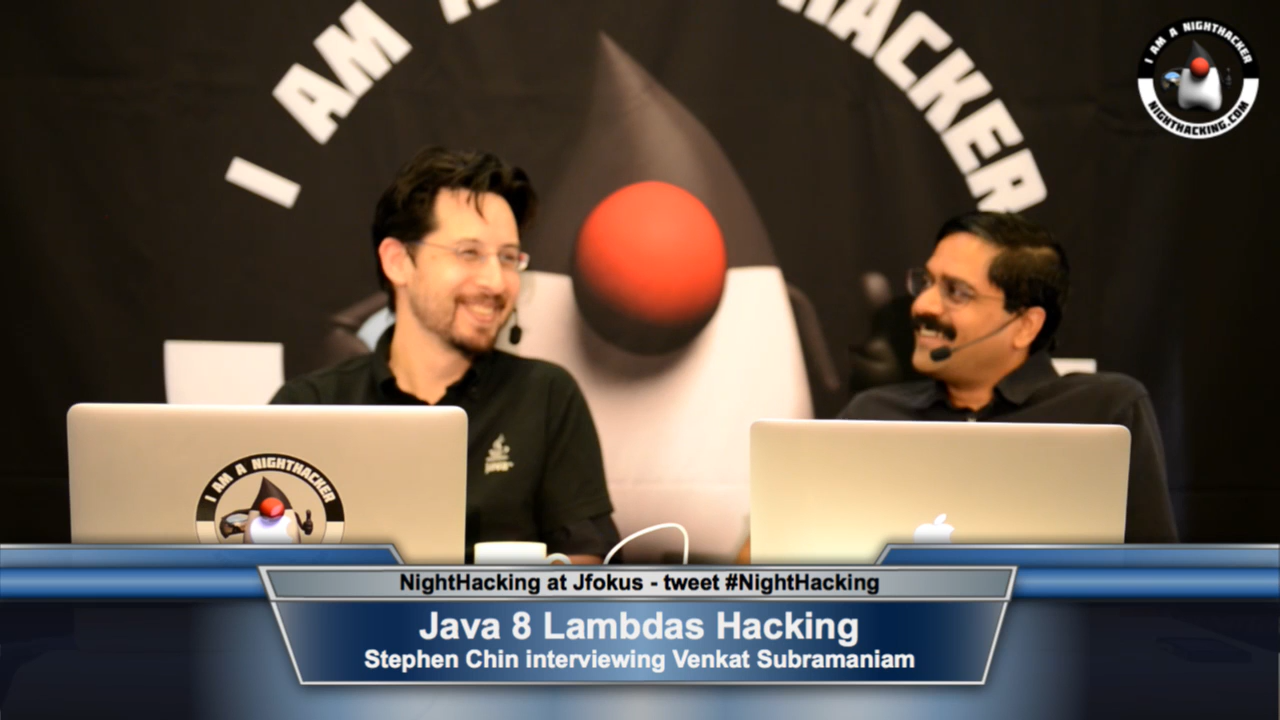 I AM A
HACKER
I AM A NIGHTHACKER
NIGHTHACKING.COM
I AM A NIGHTHACKER
NightHacking at Jfokus - tweet #NightHacking
Java 8 Lambdas Hacking
Stephen Chin interviewing Venkat Subramaniam